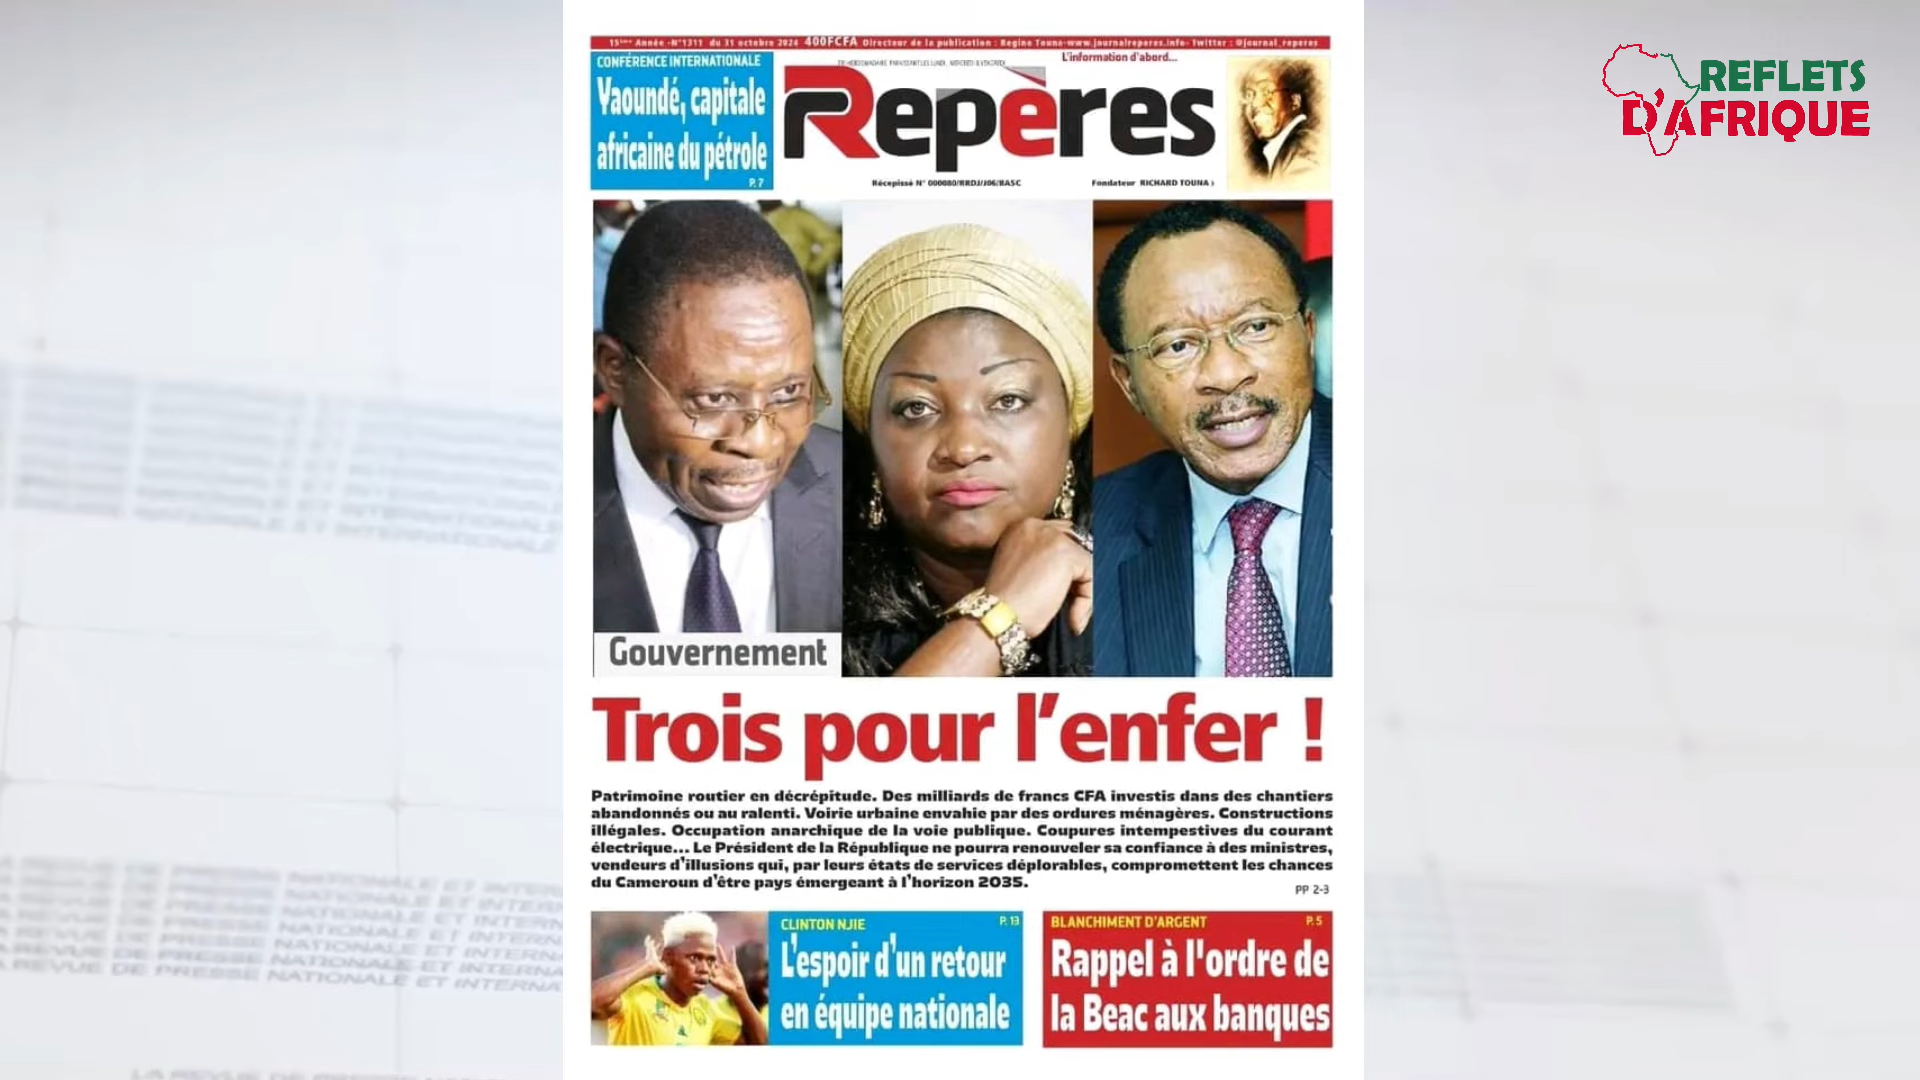 15ème Année -N°1311 du 31 octobre 2024 400FCFA Directeur de la publication : Regine Touna-www.journalreperes.info- Twitter : @journal_reperes
CONFÉRENCE INTERNATIONALE
Yaoundé, capitale
africaine du pétrole
P.7
L'information d'abord...
Repères
Récepissé N° 000080/RRDJ/J06/BASC
Fondateur RICHARD TOUNA
REFLETS
D'AFRIQUE
Gouvernement
Trois pour l'enfer !
Patrimoine routier en décrépitude. Des milliards de francs CFA investis dans des chantiers
abandonnés ou au ralenti. Voirie urbaine envahie par des ordures ménagères. Constructions
illégales. Occupation anarchique de la voie publique. Coupures intempestives du courant
électrique... Le Président de la République ne pourra renouveler sa confiance à des ministres,
vendeurs d'illusions qui, par leurs états de services déplorables, compromettent les chances
du Cameroun d'être pays émergeant à l'horizon 2035.
PP 2-3
CLINTON NJIE
P. 13
L'espoir d'un retour
en équipe nationale
BLANCHIMENT D'ARGENT
P. 5
Rappel à l'ordre de
la Beac aux banques